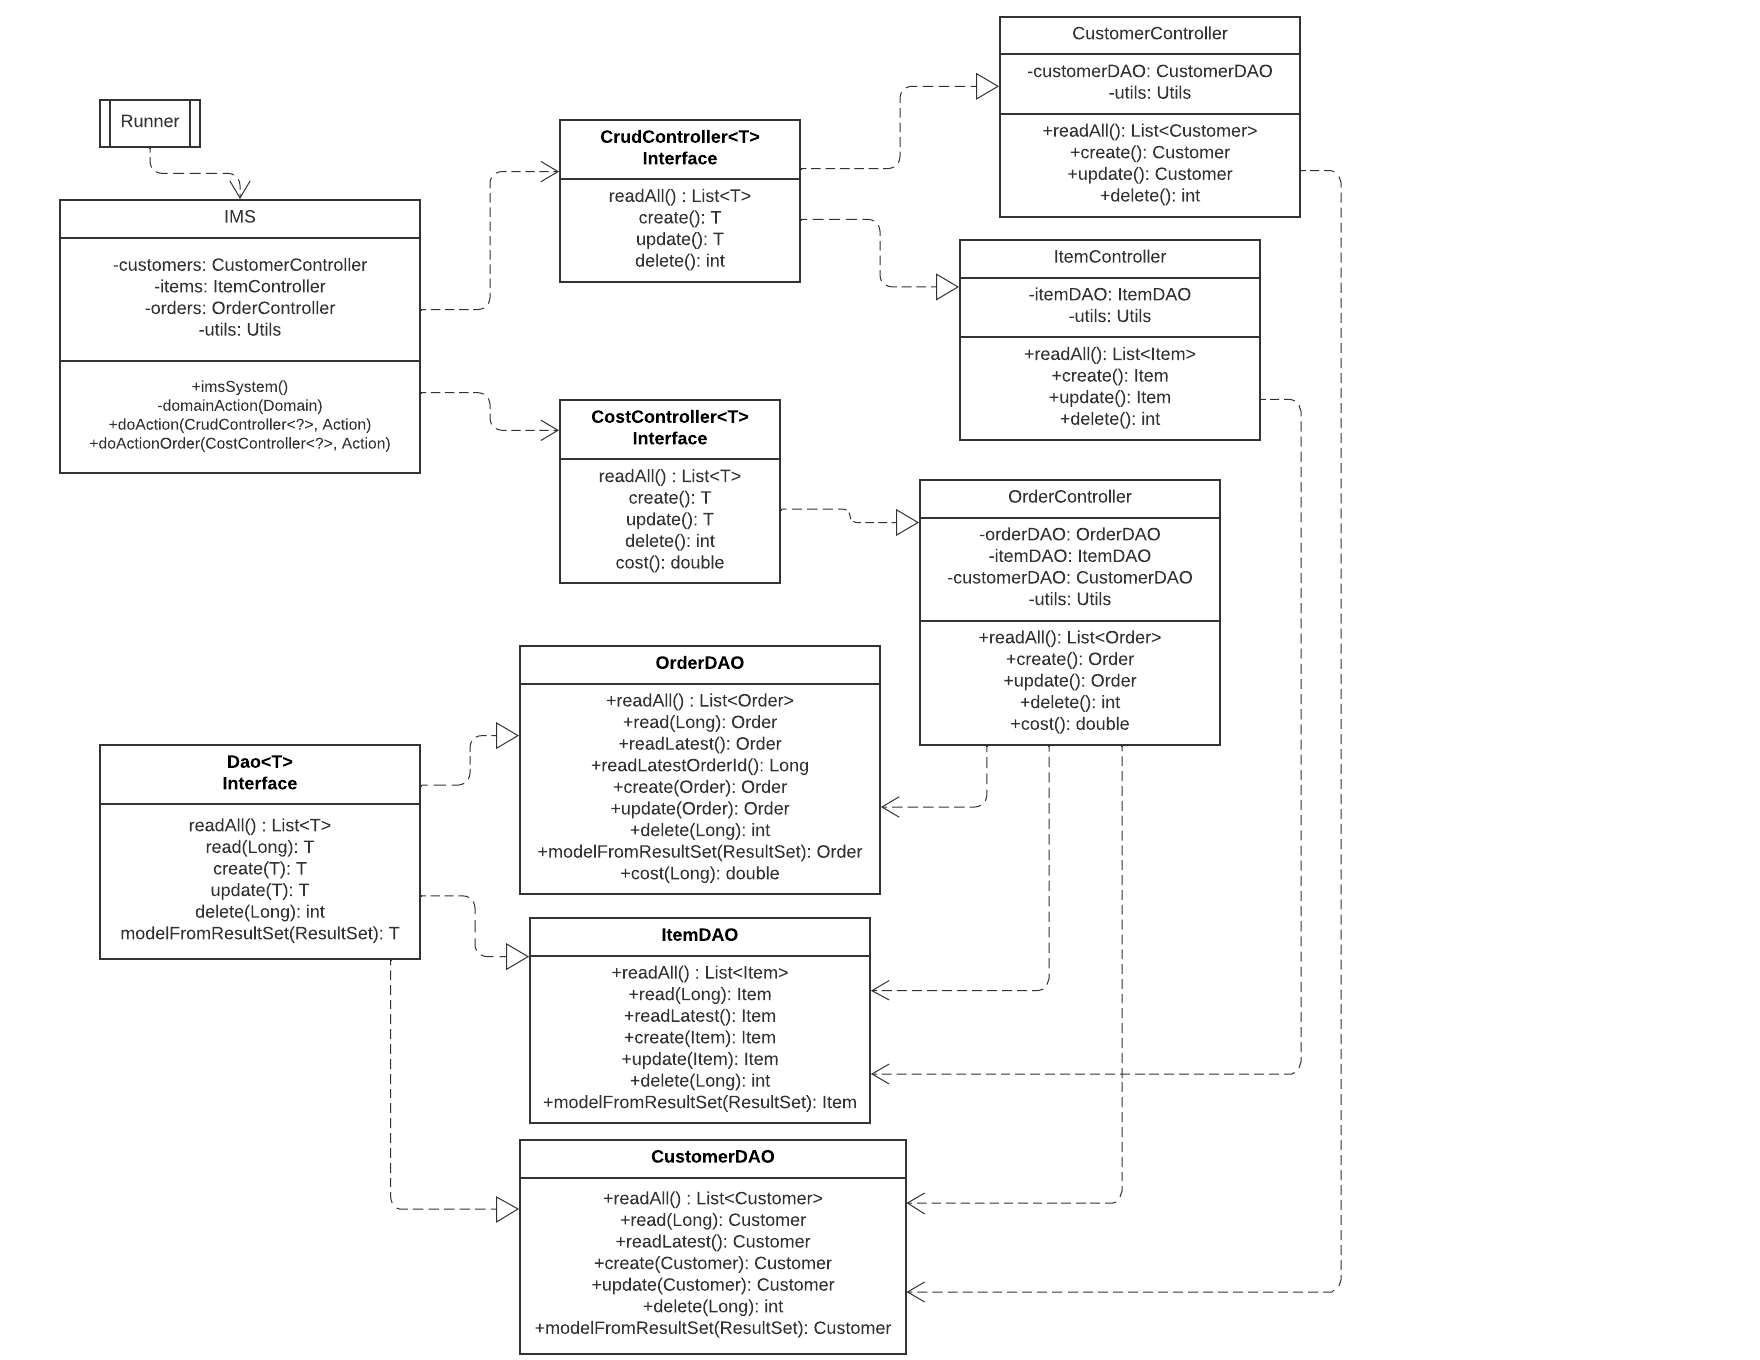 Runner
IMS
-customers: CustomerController
-items: ItemController
-orders: OrderController
-utils: Utils
+imsSystem()
-domainAction(Domain)
+doAction(CrudController<?>, Action)
+doActionOrder(CostController<?>, Action)
CrudController<T>
Interface
readAll() : List<T>
create(): T
update(): T
delete(): int
CostController<T>
Interface
readAll() : List<T>
create(): T
update(): T
delete(): int
cost(): double
CustomerController
-customerDAO: CustomerDAO
-utils: Utils
+readAll(): List<Customer>
+create(): Customer
+update(): Customer
+delete(): int
ItemController
-itemDAO: ItemDAO
-utils: Utils
+readAll(): List<Item>
+create(): Item
+update(): Item
+delete(): int
OrderController
-orderDAO: OrderDAO
-itemDAO: ItemDAO
-customerDAO: CustomerDAO
-utils: Utils
+readAll(): List<Order>
+create(): Order
+update(): Order
+delete(): int
+cost(): double
Dao<T>
Interface
readAll() : List<T>
read(Long): T
create(T): T
update(T): T
delete(Long): int
modelFromResultSet(ResultSet): T
OrderDAO
+readAll() : List<Order>
+read(Long): Order
+readLatest(): Order
+readLatestOrderId(): Long
+create(Order): Order
+update(Order): Order
+delete(Long): int
+modelFromResultSet(ResultSet): Order
+cost(Long): double
ItemDAO
+readAll() : List<Item>
+read(Long): Item
+readLatest(): Item
+create(Item): Item
+update(Item): Item
+delete(Long): int
+modelFromResultSet(ResultSet): Item
CustomerDAO
+readAll() : List<Customer>
+read(Long): Customer
+readLatest(): Customer
+create(Customer): Customer
+update(Customer): Customer
+delete(Long): int
+modelFromResultSet(ResultSet): Customer